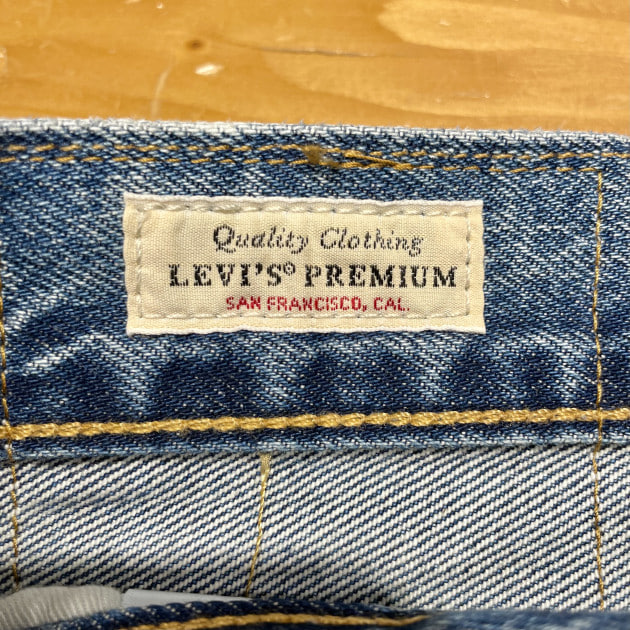 Quality Clothing
LEVI'S® PREMIUM
SAN FRANCISCO, CAL.